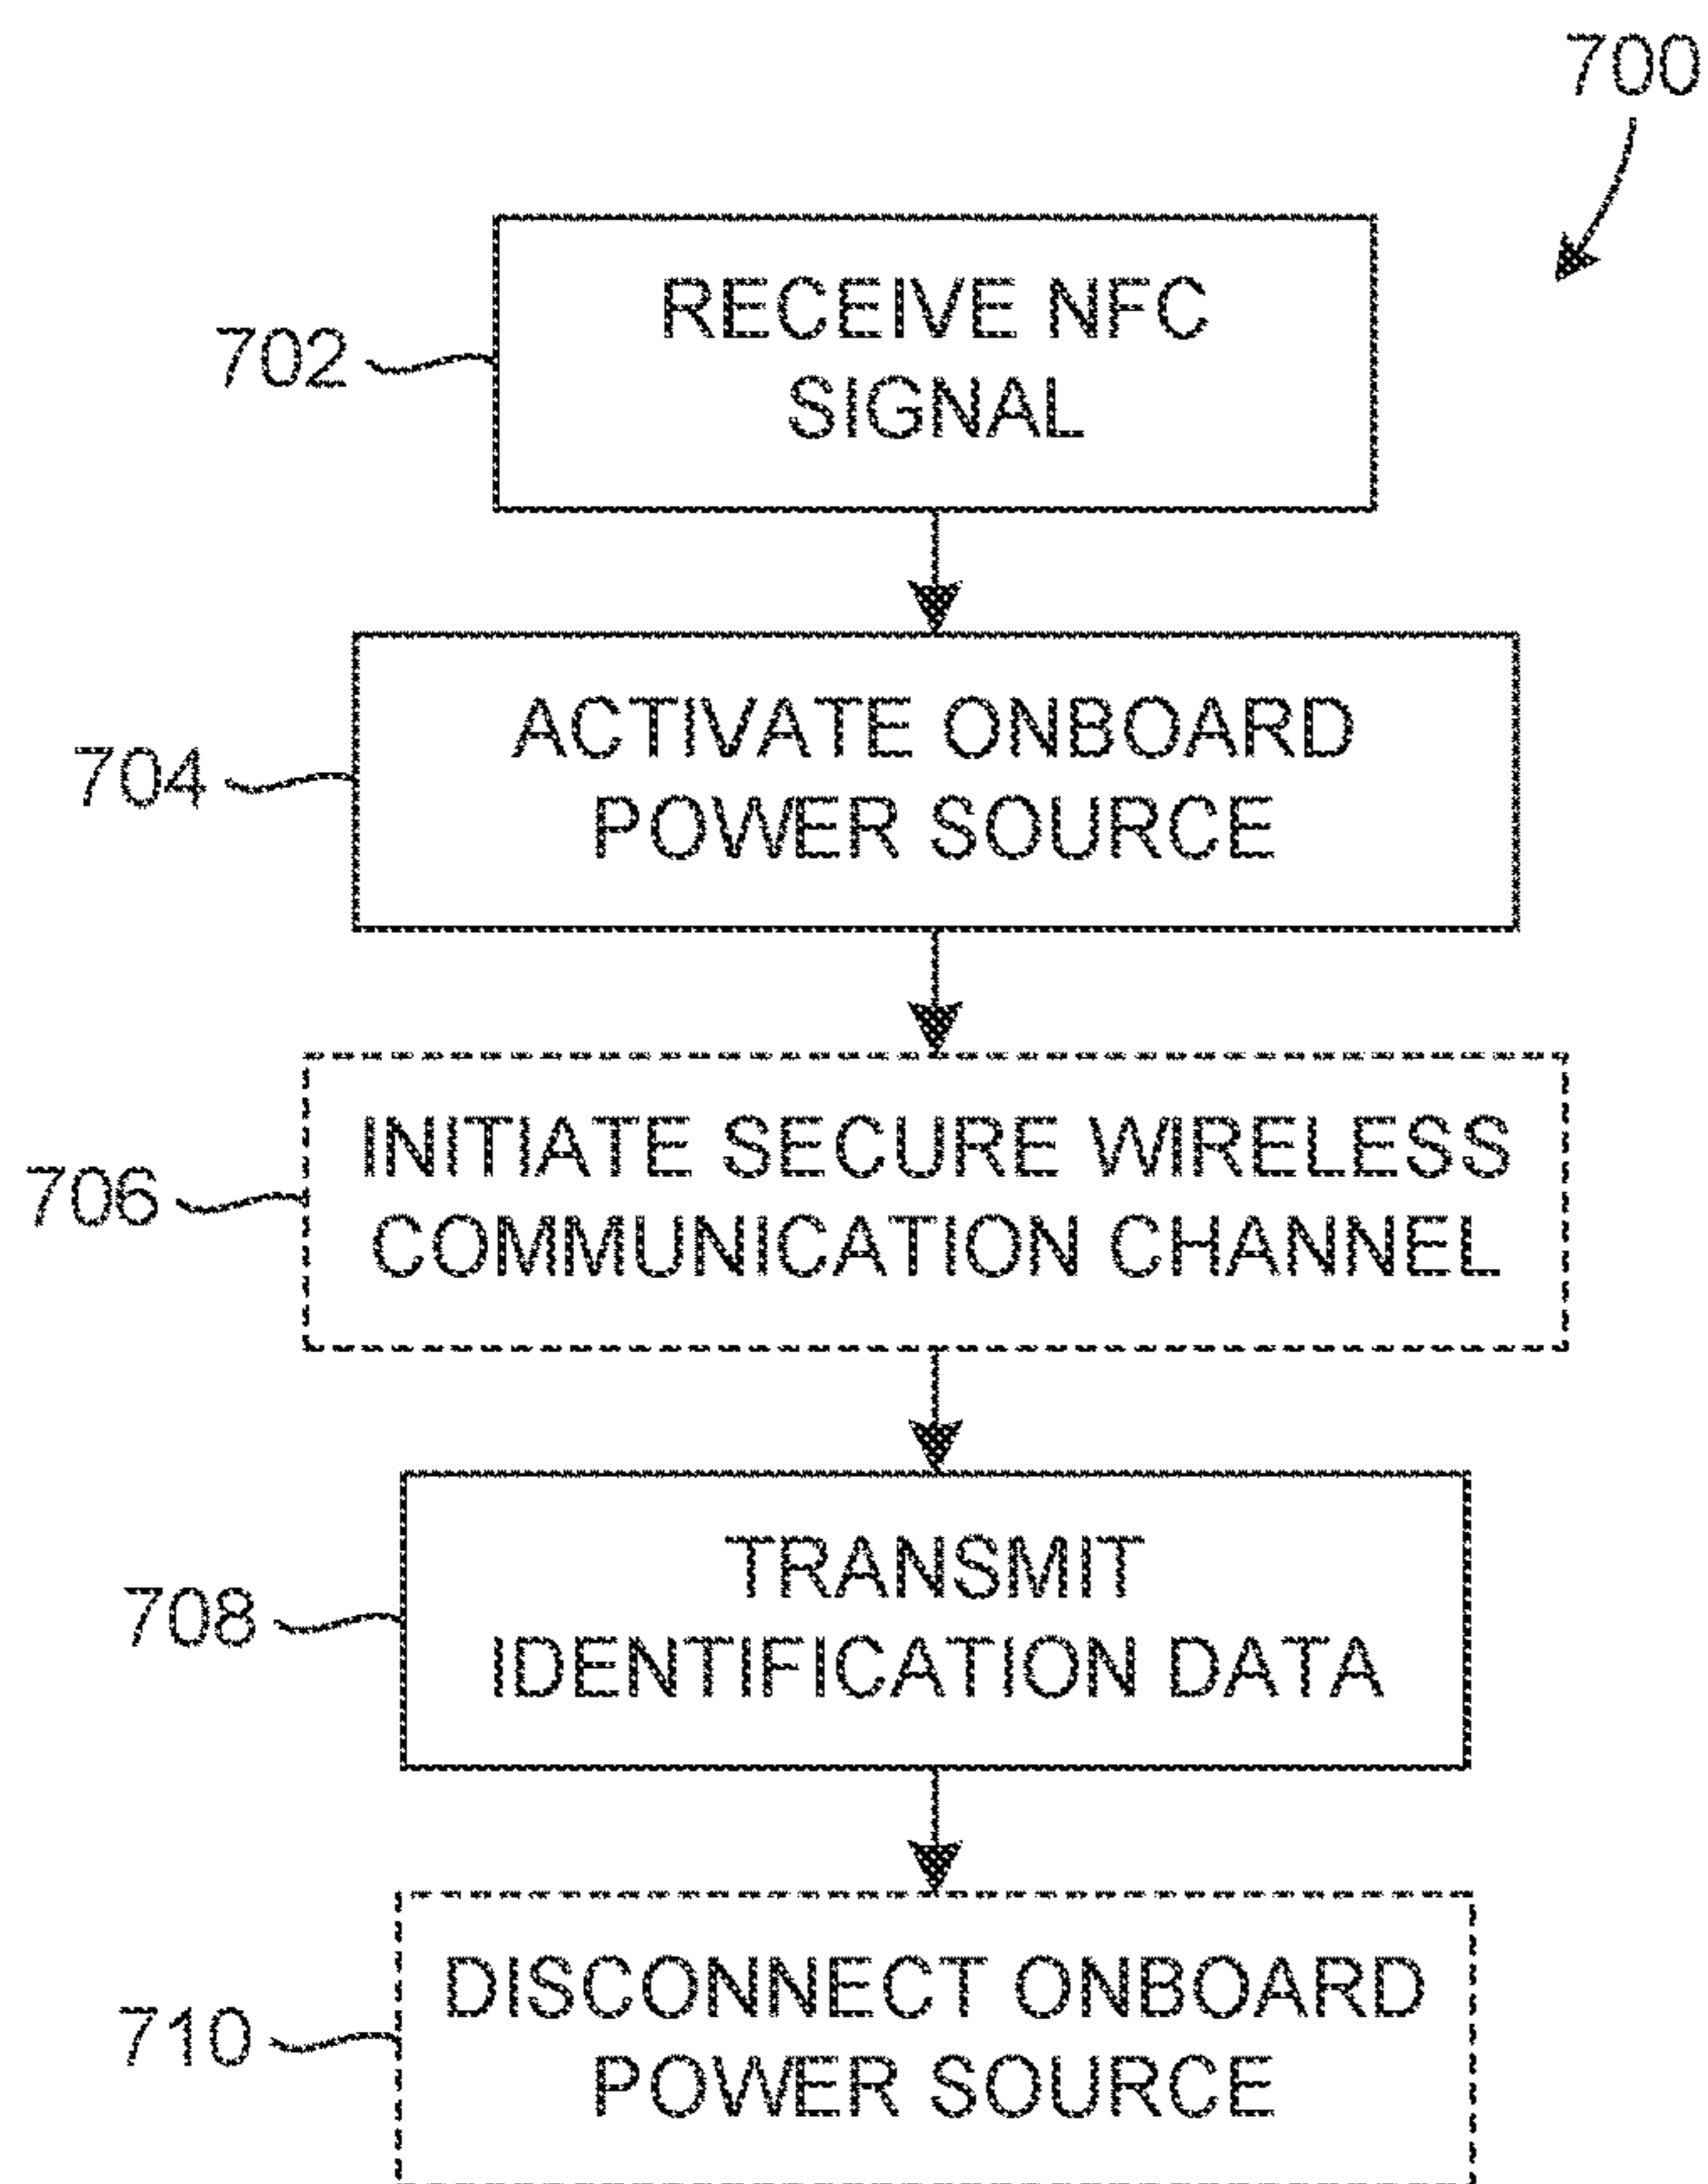 700
702
RECEIVE NFC
SIGNAL
704
ACTIVATE ONBOARD
POWER SOURCE
706
INITIATE SECURE WIRELESS
COMMUNICATION CHANNEL
708
TRANSMIT
IDENTIFICATION DATA
710
DISCONNECT ONBOARD
POWER SOURCE